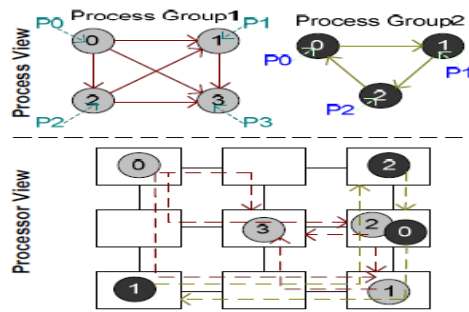 Process Group1
Process Group2
P0
P1
0
1
0
1
P0
P1
2
3
2
P2
P3
P2
Process View
Processor View
0
2
3
2
0
1
1